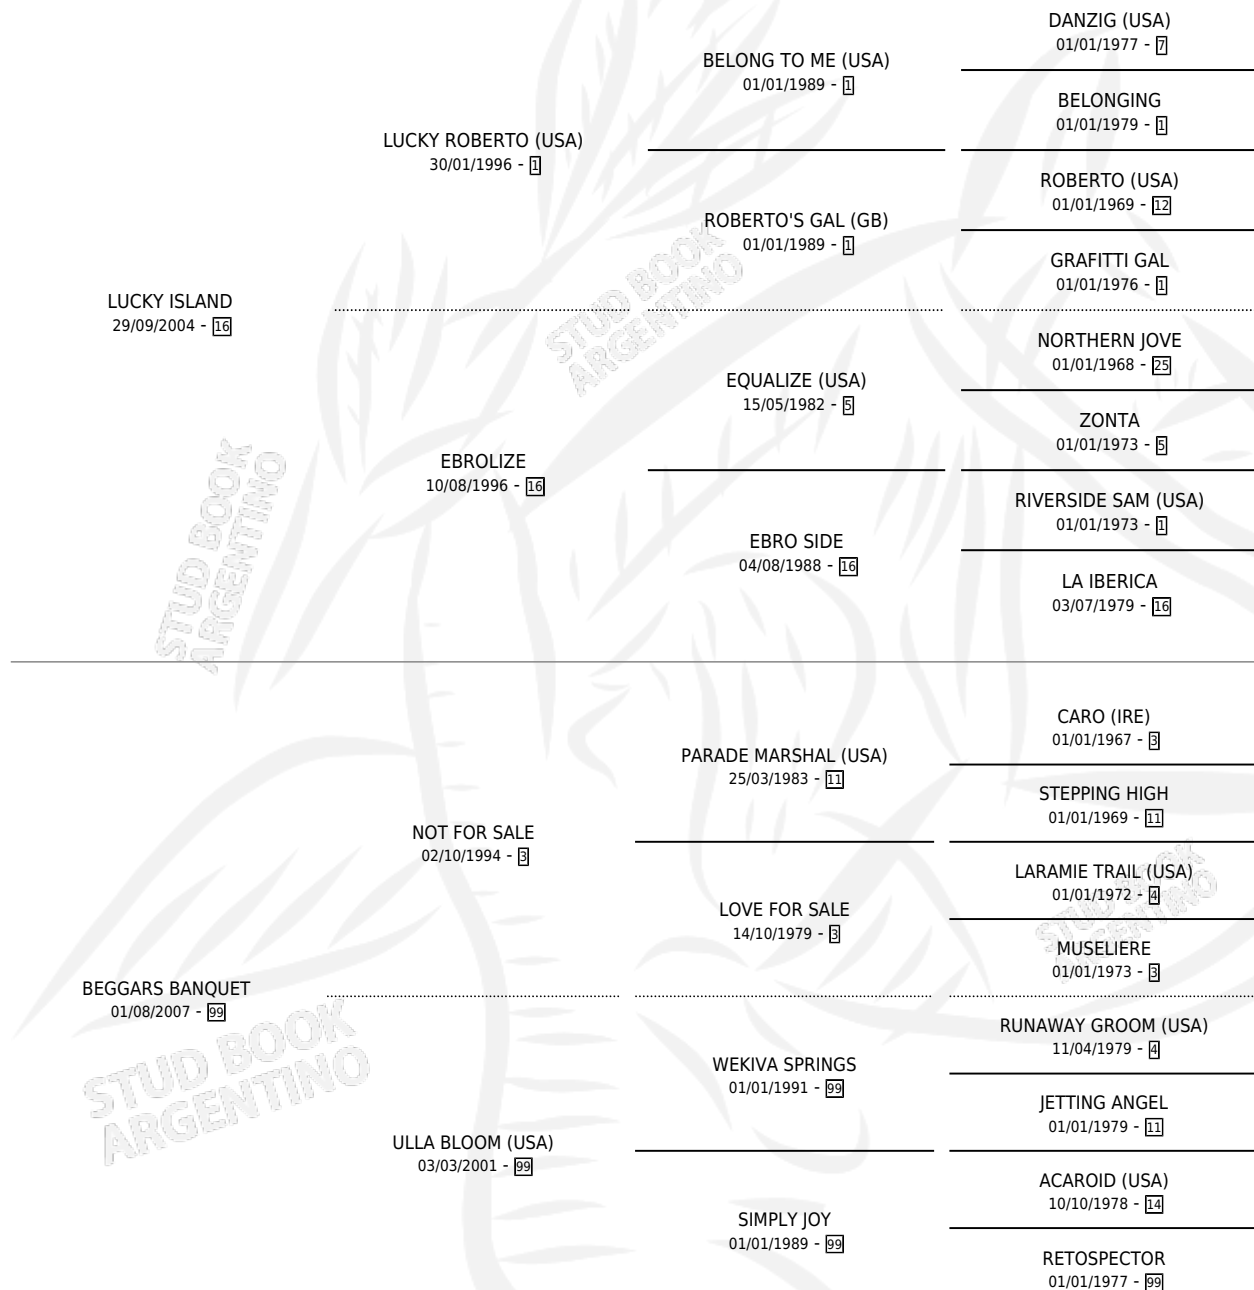 DANZIG (USA)
01/01/1977 - 7
BELONG TO ME (USA)
01/01/1989 - 1
BELONGING
01/01/1979 - 1
LUCKY ROBERTO (USA)
30/01/1996 - 1
ROBERTO (USA)
01/01/1969 - 12
ROBERTO'S GAL (GB)
01/01/1989 - 1
GRAFITTI GAL
01/01/1976 - 1
LUCKY ISLAND
29/09/2004 - 16
STUD BOOK
ARGENTINO
NORTHERN JOVE
01/01/1968 - 25
EQUALIZE (USA)
15/05/1982 - 5
ZONTA
01/01/1973 - 5
EBROLIZE
10/08/1996 - 16
RIVERSIDE SAM (USA)
01/01/1973 - 1
EBRO SIDE
04/08/1988 - 16
LA IBERICA
03/07/1979 - 16
STUD BOOK
ARGENTINO
CARO (IRE)
01/01/1967 - 3
PARADE MARSHAL (USA)
25/03/1983 - 11
STEPPING HIGH
01/01/1969 - 11
NOT FOR SALE
02/10/1994 - 3
LARAMIE TRAIL (USA)
01/01/1972 - 4
STUD BOOK
ARGENTINO
LOVE FOR SALE
14/10/1979 - 3
MUSELIERE
01/01/1973 - 3
BEGGARS BANQUET
01/08/2007 - 99
STUD BOOK
ARGENTINO
RUNAWAY GROOM (USA)
11/04/1979 - 4
WEKIVA SPRINGS
01/01/1991 - 99
JETTING ANGEL
01/01/1979 - 11
ULLA BLOOM (USA)
03/03/2001 - 99
ACAROID (USA)
10/10/1978 - 14
SIMPLY JOY
01/01/1989 - 99
RETOSPECTOR
01/01/1977 - 99